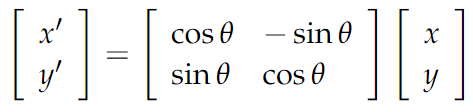 [ x′ ] = [ cos θ − sin θ ] [ x ]
[ y′ ] [ sin θ cos θ ] [ y ]